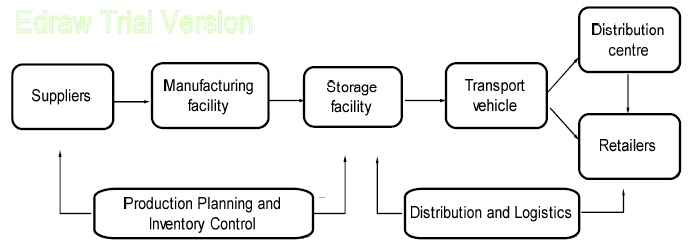 Edraw Trial Version
Distribution
centre
Suppliers
Manufacturing
facility
Storage
facility
Transport
vehicle
Retailers
Production Planning and
Inventory Control
Distribution and Logistics